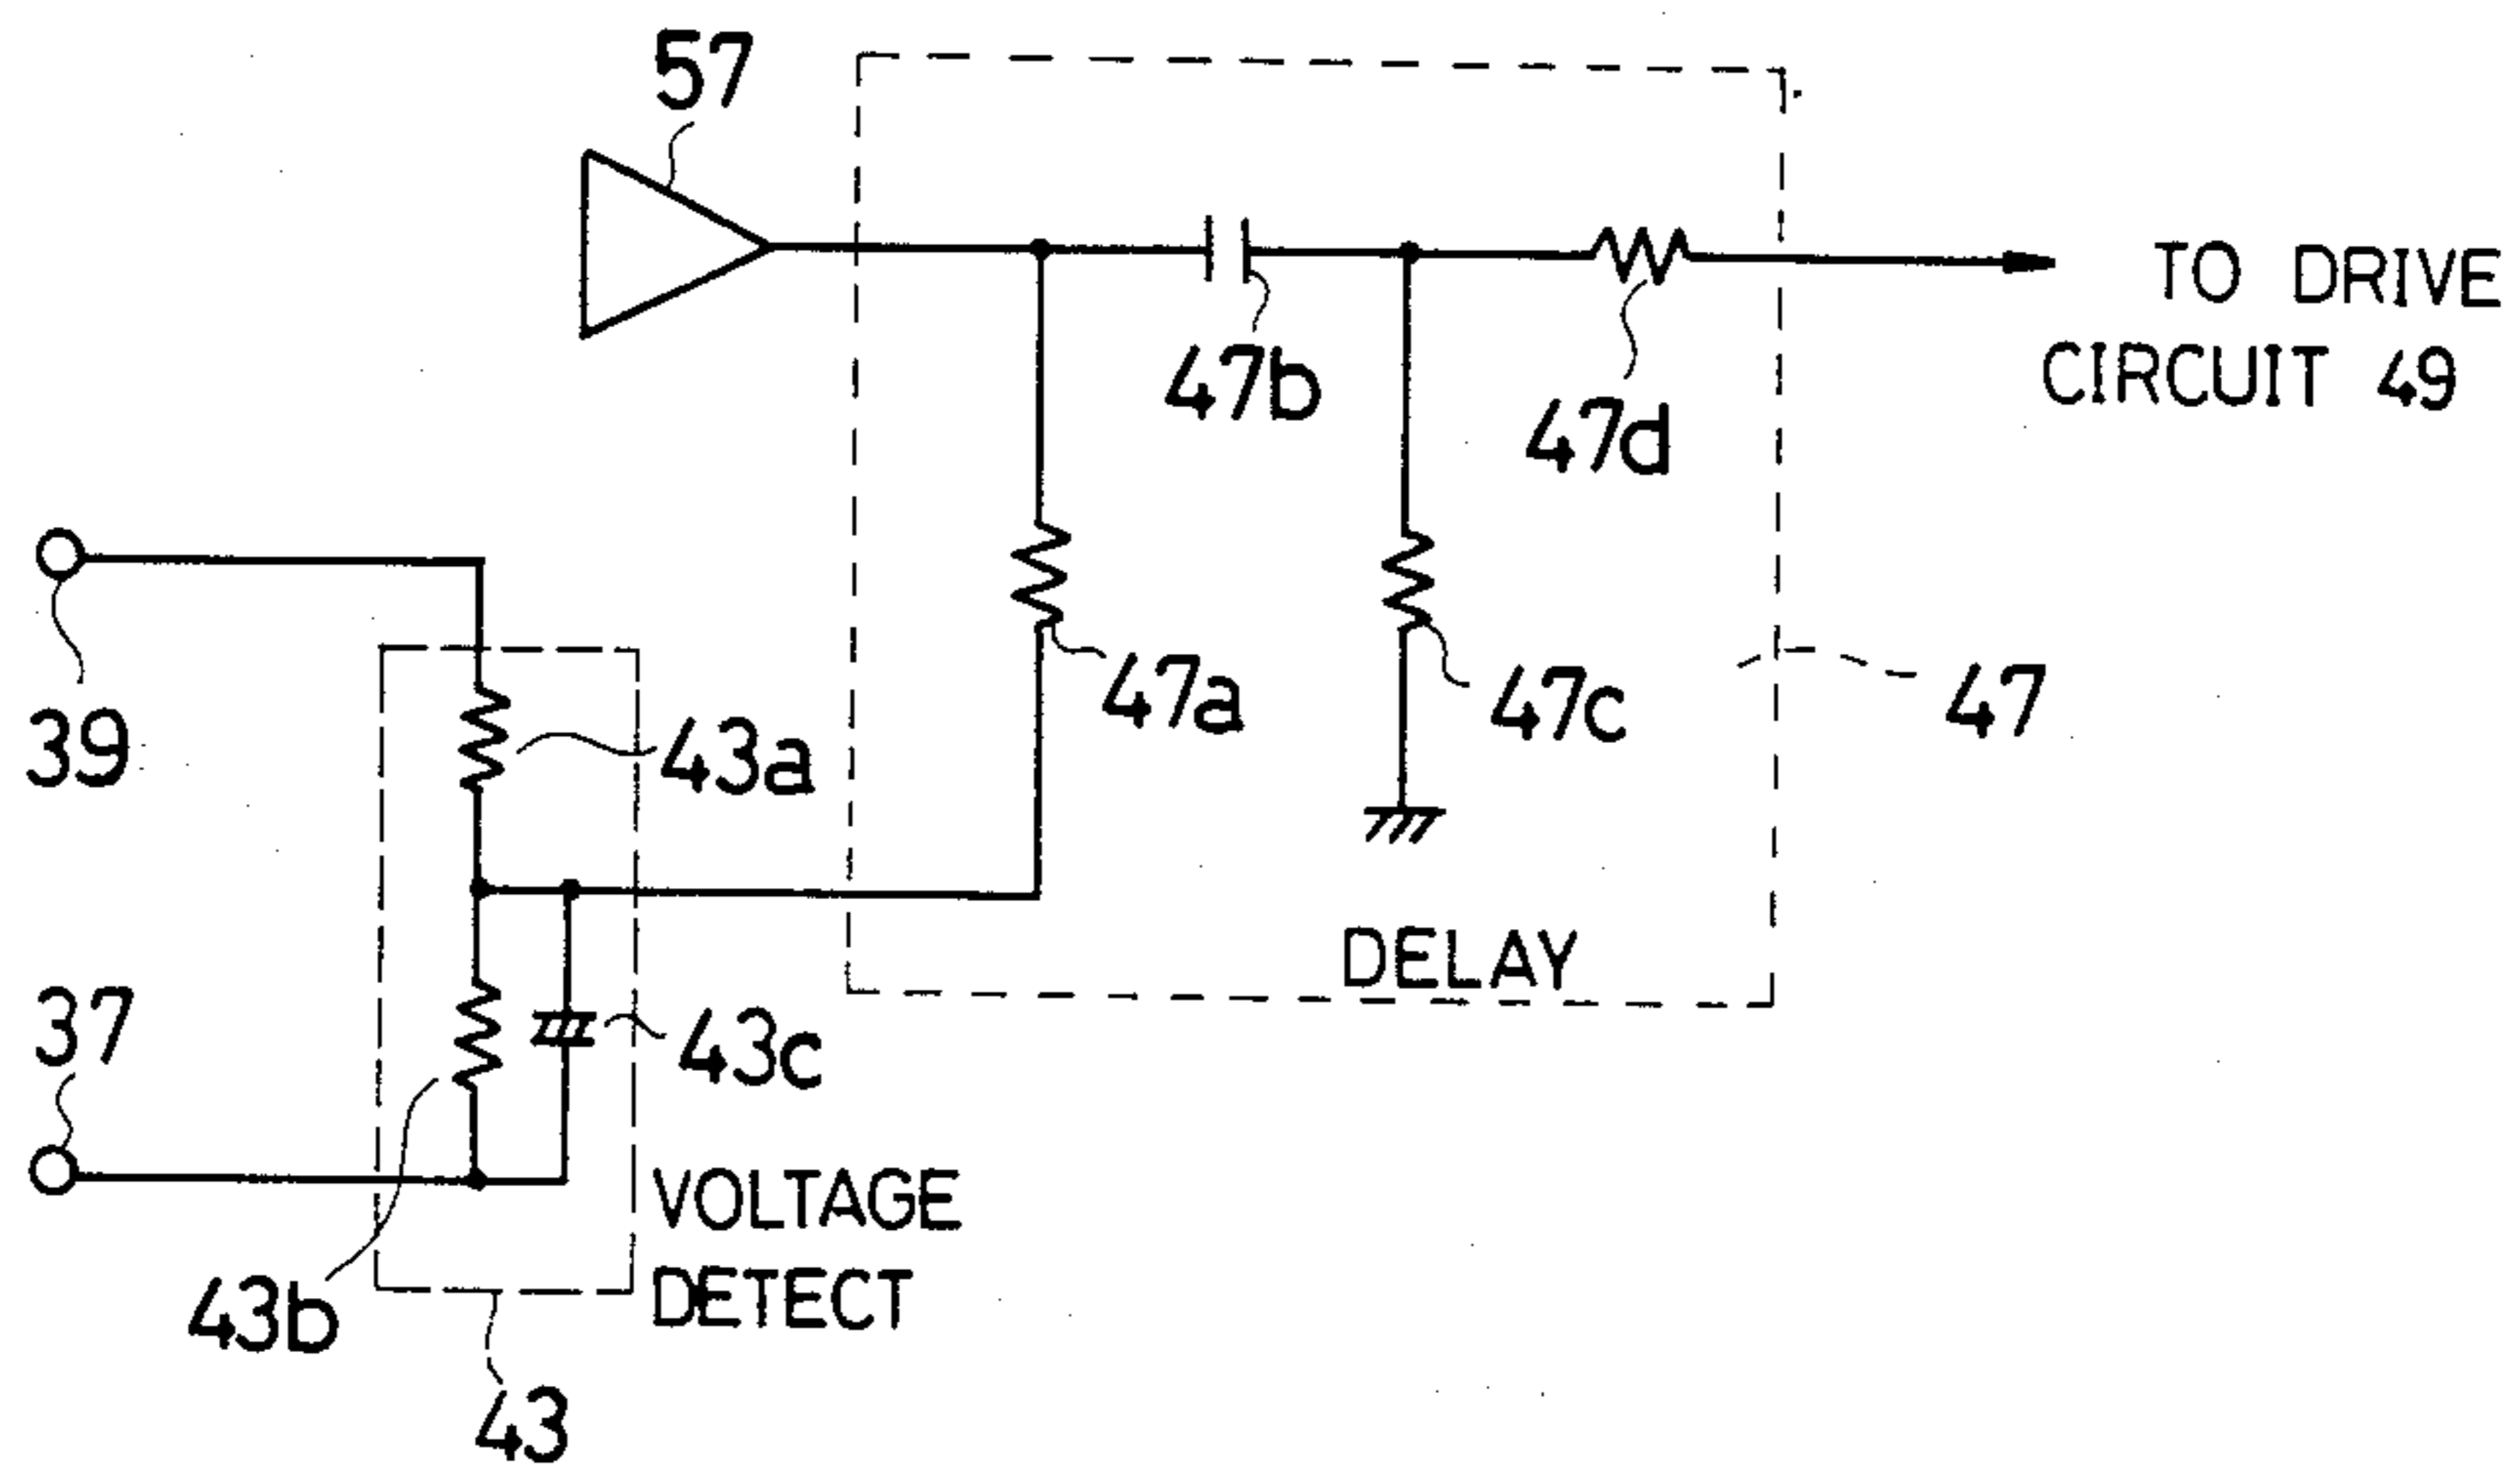 57
TO DRIVE
CIRCUIT 49
47b
47d
39
43a
47a
47c
47
37
43c
DELAY
VOLTAGE
DETECT
43b
43